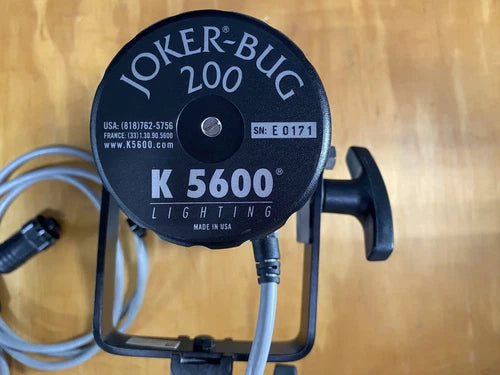 JOKER-BUG®
200
USA: (818)762-5756
FRANCE: (33)1.30.90.5600
www.K5600.com
SN: E 0171
K 5600®
LIGHTING
MADE IN USA